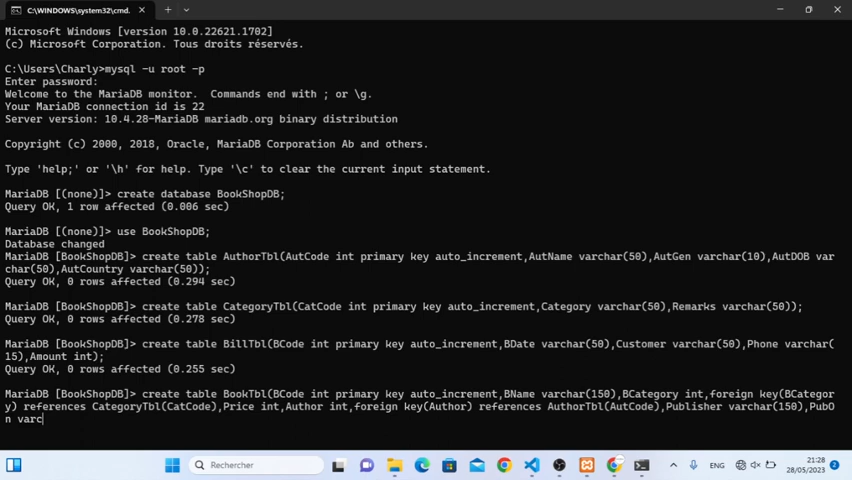 C:\WINDOWS\system32\cmd.
Microsoft Windows [version 10.0.22621.1702]
(c) Microsoft Corporation. Tous droits réservés.
C:\Users\Charly>mysql -u root -p
Enter password:
Welcome to the MariaDB monitor.  Commands end with ; or \g.
Your MariaDB connection id is 22
Server version: 10.4.28-MariaDB mariadb.org binary distribution
Copyright (c) 2000, 2018, Oracle, MariaDB Corporation Ab and others.
Type 'help;' or '\h' for help. Type '\c' to clear the current input statement.
MariaDB [(none)]> create database BookShopDB;
Query OK, 1 row affected (0.006 sec)
MariaDB [(none)]> use BookShopDB;
Database changed
MariaDB [BookShopDB]> create table AuthorTbl(AutCode int primary key auto_increment,AutName varchar(50),AutGen varchar(10),AutDOB var
char(50),AutCountry varchar(50));
Query OK, 0 rows affected (0.294 sec)
MariaDB [BookShopDB]> create table CategoryTbl(CatCode int primary key auto_increment,Category varchar(50),Remarks varchar(50));
Query OK, 0 rows affected (0.278 sec)
MariaDB [BookShopDB]> create table BillTbl(BCode int primary key auto_increment,BDate varchar(50),Customer varchar(50),Phone varchar(
15),Amount int);
Query OK, 0 rows affected (0.255 sec)
MariaDB [BookShopDB]> create table BookTbl(BCode int primary key auto_increment,BName varchar(150),BCategory int,foreign key(BCategor
y) references CategoryTbl(CatCode),Price int,Author int,foreign key(Author) references AuthorTbl(AutCode),Publisher varchar(150),PubO
n varc
Rechercher
ENG
21:28
28/05/2023
2